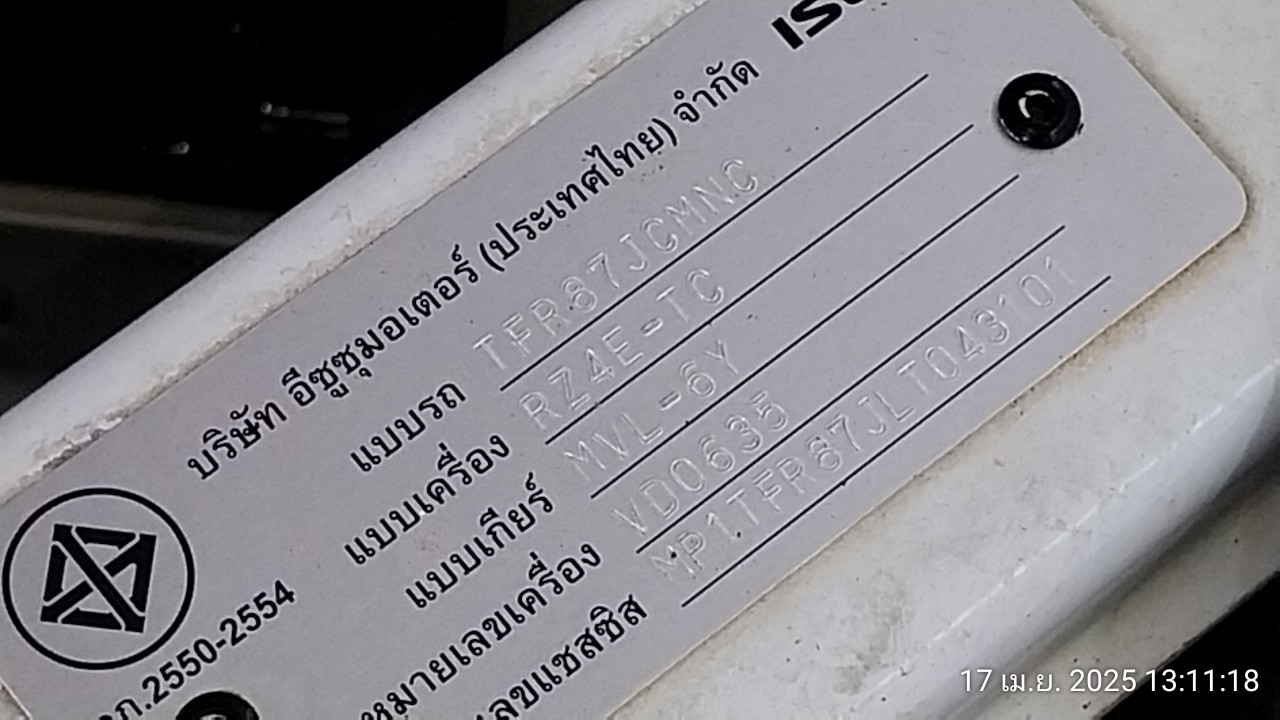 บริษัท อีซูซุมอเตอร์ (ประเทศไทย) จำกัด
แบบรถ TFR87JCMNC
แบบเครื่อง RZ4E-TC
แบบเกียร์ MVL-6Y
หมายเลขเครื่อง VD0635
เลขแชสซิส MP1TFR87JLT043101
มอก.2550-2554
17 เม.ย. 2025 13:11:18